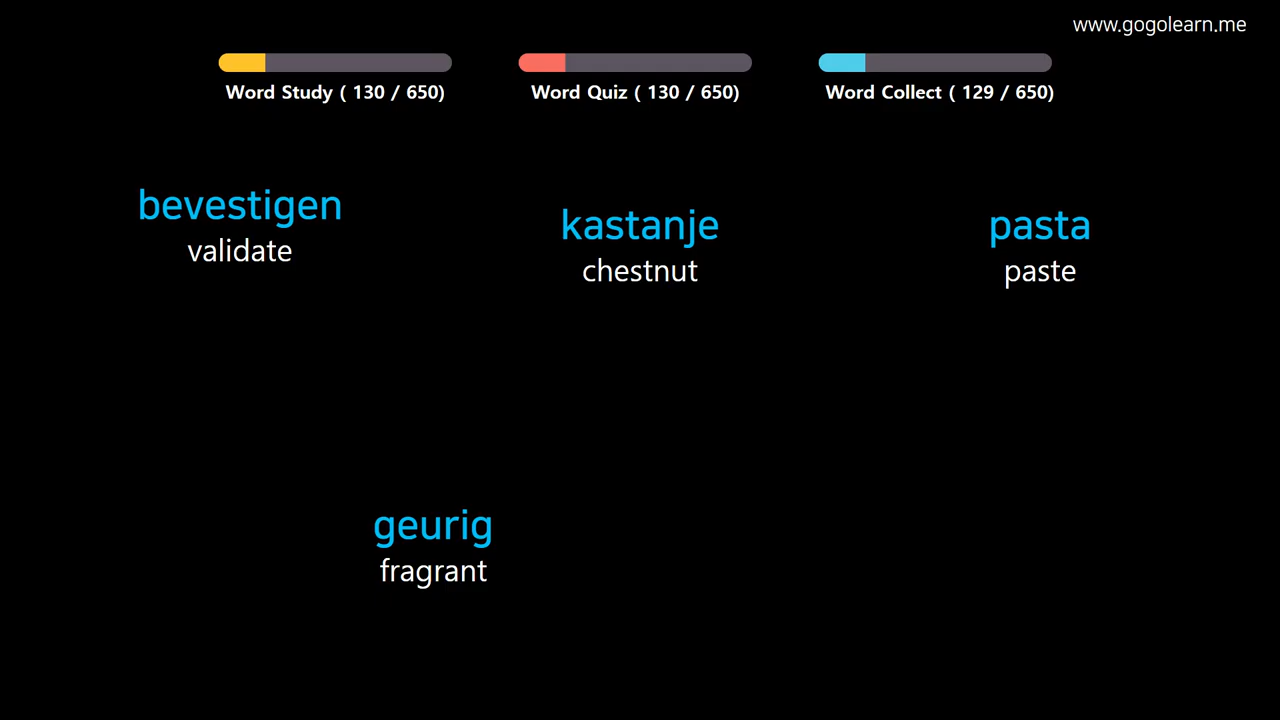 www.gogolearn.me
Word Study ( 130 / 650)
Word Quiz ( 130 / 650)
Word Collect ( 129 / 650)
bevestigen
validate
kastanje
chestnut
pasta
paste
geurig
fragrant